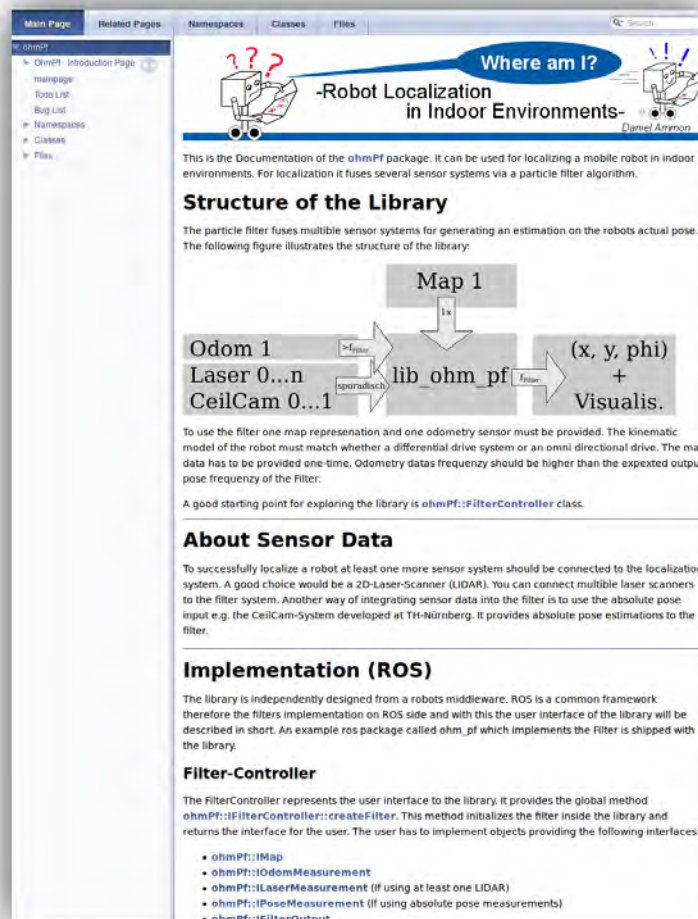 Main Page
Related Pages
Namespaces
Classes
Files
Search
ohmPf
OhmPf - Introduction Page
mainpage
Todo List
Bug List
Namespaces
Classes
Files
? ? ?
! ! !
Where am I?
-Robot Localization
in Indoor Environments-
Daniel Ammon
This is the Documentation of the ohmPf package. It can be used for localizing a mobile robot in indoor
environments. For localization it fuses several sensor systems via a particle filter algorithm.
Structure of the Library
The particle filter fuses multible sensor systems for generating an estimation on the robots actual pose.
The following figure illustrates the structure of the library:
Map 1
1x
Odom 1
>fFilter
Laser 0...n
CeilCam 0...1
sporadisch
lib_ohm_pf
fFilter
(x, y, phi)
+
Visualis.
To use the filter one map represenation and one odometry sensor must be provided. The kinematic
model of the robot must match whether a differential drive system or an omni directional drive. The ma
data has to be provided one-time. Odometry datas frequenzy should be higher than the expexted outpu
pose frequenzy of the Filter.
A good starting point for exploring the library is ohmPf::FilterController class.
About Sensor Data
To successfully localize a robot at least one more sensor system should be connected to the localization
system. A good choice would be a 2D-Laser-Scanner (LIDAR). You can connect multiple laser scanners
to the filter system. Another way of integrating sensor data into the filter is to use the absolute pose
input e.g. the CeilCam-System developed at TH-Nürnberg. It provides absolute pose estimations to the
filter.
Implementation (ROS)
The library is independently designed from a robots middleware. ROS is a common framework
therefore the filters implementation on ROS side and with this the user interface of the library will be
described in short. An example ros package called ohm_pf which implements the Filter is shipped with
the library.
Filter-Controller
The FilterController represents the user interface to the library. It provides the global method
ohmPf::IFilterController::createFilter. This method initializes the filter inside the library and
returns the interface for the user. The user has to implement objects providing the following interfaces
• ohmPf::IMap
• ohmPf::IOdomMeasurement
• ohmPf::ILaserMeasurement (If using at least one LIDAR)
• ohmPf::IPoseMeasurement (If using absolute pose measurements)
• ohmPf::IFilterOutput